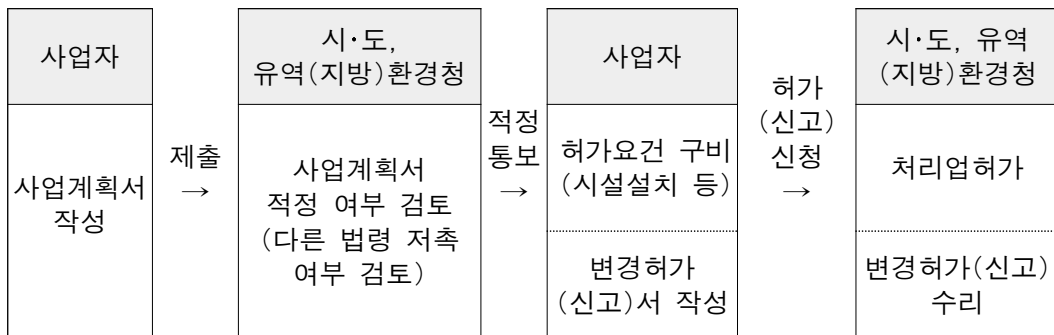 사업자
사업계획서
작성
제출
→
시·도,
유역(지방)환경청
사업계획서
적정 여부 검토
(다른 법령 저촉
여부 검토)
적정
통보
→
사업자
허가요건 구비
(시설설치 등)
변경허가
(신고)서 작성
허가
(신고)
신청
→
시·도, 유역
(지방)환경청
처리업허가
변경허가(신고)
수리